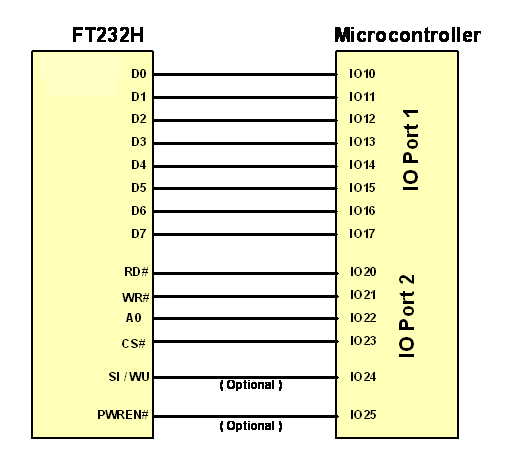 FT232H Microcontroller
D0 IO10
D1 IO11
D2 IO12
D3 IO13
D4 IO14
D5 IO15
D6 IO16
D7 IO17
IO Port 1
RD# IO20
WR# IO21
A0 IO22
CS# IO23
SI / WU IO24
( Optional )
PWREN# IO25
( Optional )
IO Port 2